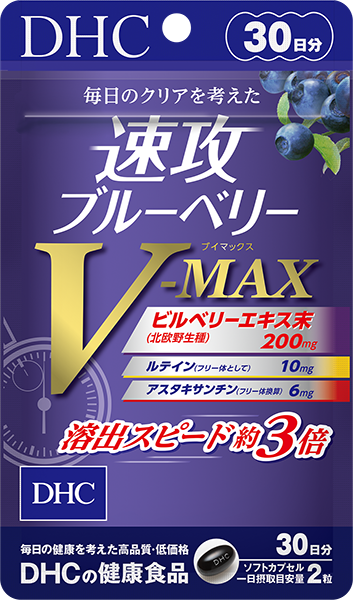 DHC
30日分
毎日のクリアを考えた
速攻
ブルーベリー
ブイマックス
V-MAX
ビルベリーエキス末
(北欧野生種) 200mg
ルテイン(フリー体として) 10mg
アスタキサンチン(フリー体換算) 6mg
溶出スピード約3倍
DHC
毎日の健康を考えた高品質・低価格
DHCの健康食品
DHC
30日分
ソフトカプセル
一日摂取目安量 2粒